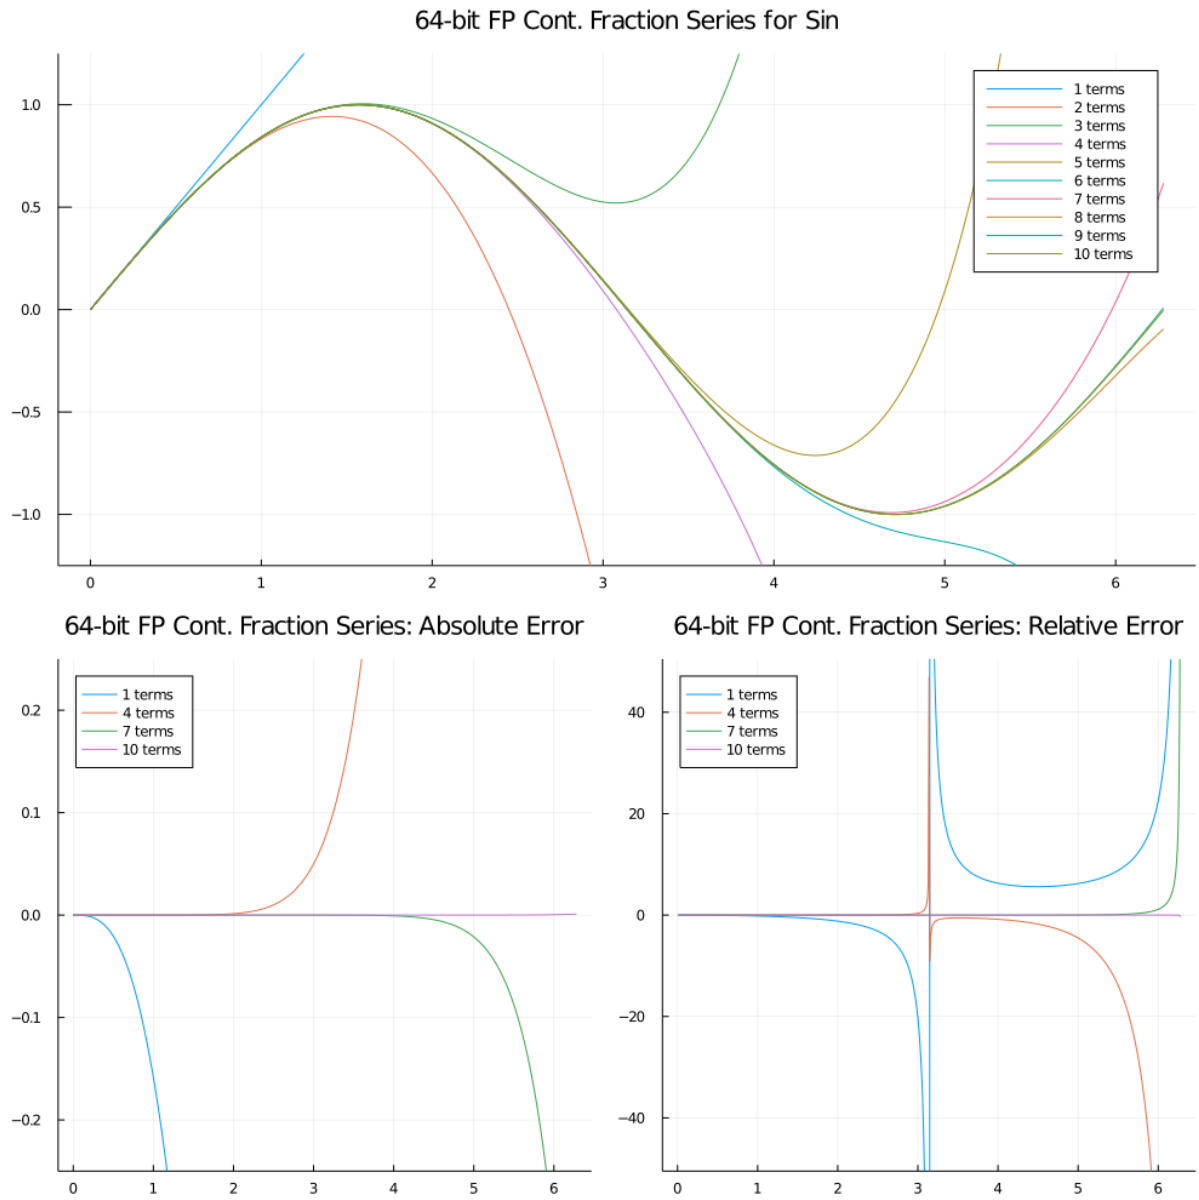 64-bit FP Cont. Fraction Series for Sin
1.0
0.5
0.0
−0.5
−1.0
0 1 2 3 4 5 6
1 terms
2 terms
3 terms
4 terms
5 terms
6 terms
7 terms
8 terms
9 terms
10 terms
64-bit FP Cont. Fraction Series: Absolute Error
0.2
0.1
0.0
−0.1
−0.2
0 1 2 3 4 5 6
1 terms
4 terms
7 terms
10 terms
64-bit FP Cont. Fraction Series: Relative Error
40
20
0
−20
−40
0 1 2 3 4 5 6
1 terms
4 terms
7 terms
10 terms